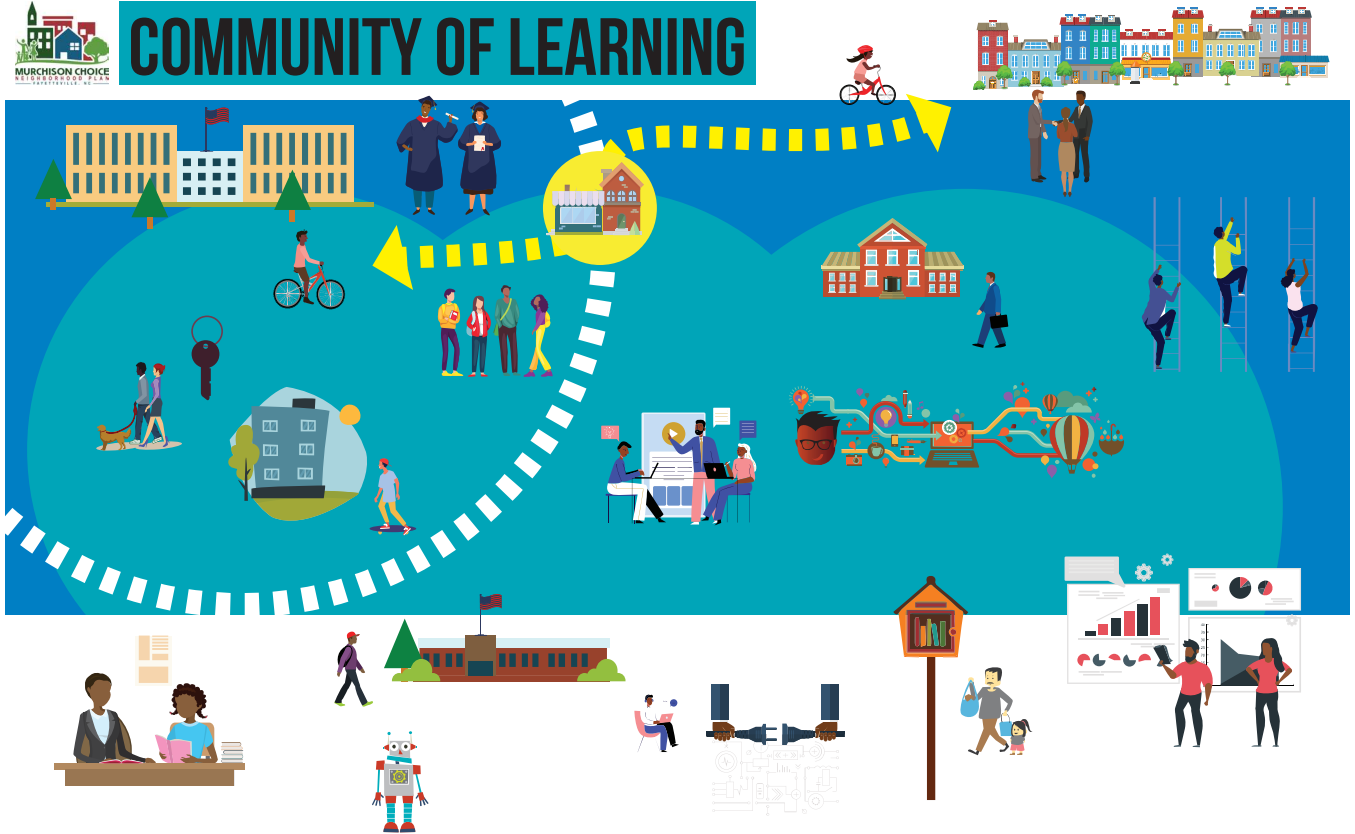 COMMUNITY OF LEARNING
MURCHISON CHOICE
NEIGHBORHOOD PLAN
FAYETTEVILLE, NC